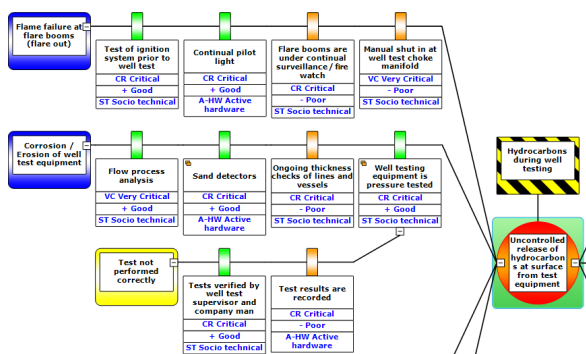 Flame failure at
flare booms
(flare out)
Test of ignition
system prior to
well test
CR Critical
+ Good
ST Socio technical
Continual pilot
light
CR Critical
+ Good
A-HW Active
hardware
Flare booms are
under continual
surveillance / fire
watch
CR Critical
- Poor
ST Socio technical
Manual shut in at
well test choke
manifold
VC Very Critical
- Poor
ST Socio technical
Corrosion /
Erosion of well
test equipment
Flow process
analysis
VC Very Critical
+ Good
ST Socio technical
Sand detectors
CR Critical
+ Good
A-HW Active
hardware
Ongoing thickness
checks of lines and
vessels
CR Critical
- Poor
ST Socio technical
Well testing
equipment is
pressure tested
CR Critical
+ Good
ST Socio technical
Hydrocarbons
during well
testing
Uncontrolled
release of
hydrocarbon
s at surface
from test
equipment
Test not
performed
correctly
Tests verified by
well test
supervisor and
company man
CR Critical
+ Good
ST Socio technical
Test results are
recorded
CR Critical
- Poor
A-HW Active
hardware